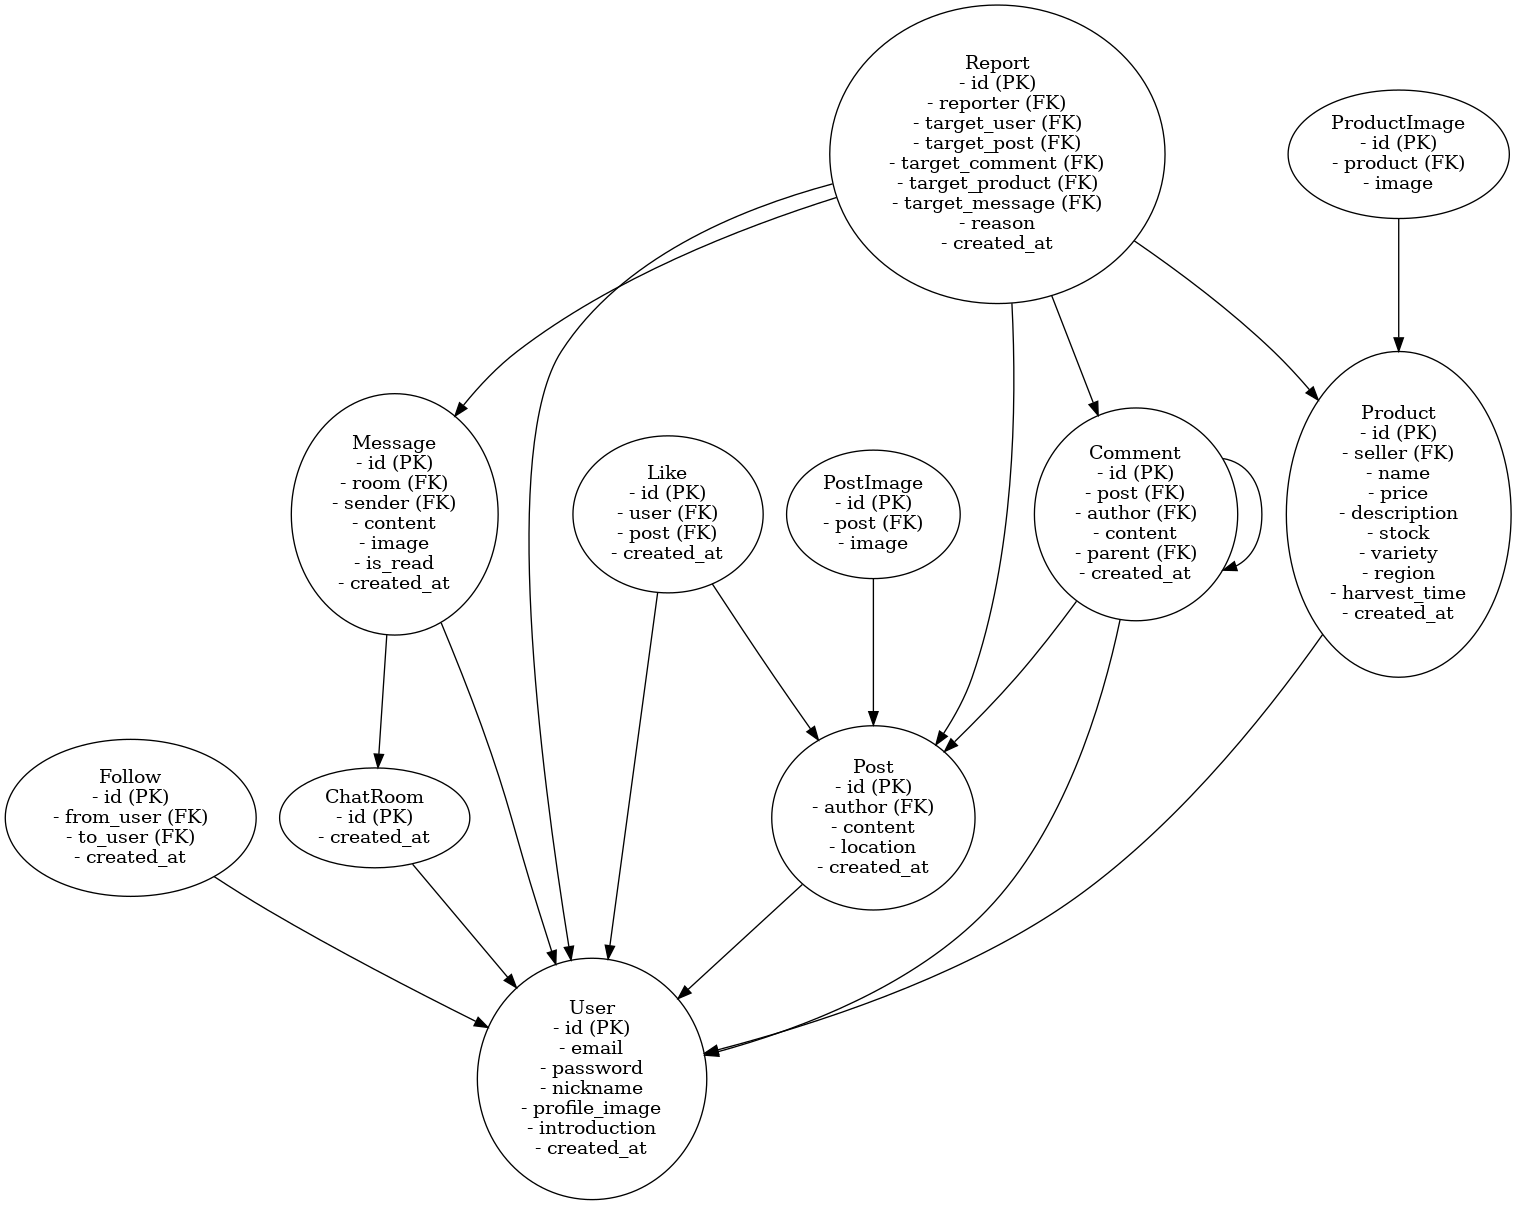 Report
- id (PK)
- reporter (FK)
- target_user (FK)
- target_post (FK)
- target_comment (FK)
- target_product (FK)
- target_message (FK)
- reason
- created_at
ProductImage
- id (PK)
- product (FK)
- image
Message
- id (PK)
- room (FK)
- sender (FK)
- content
- image
- is_read
- created_at
Like
- id (PK)
- user (FK)
- post (FK)
- created_at
PostImage
- id (PK)
- post (FK)
- image
Comment
- id (PK)
- post (FK)
- author (FK)
- content
- parent (FK)
- created_at
Product
- id (PK)
- seller (FK)
- name
- price
- description
- stock
- variety
- region
- harvest_time
- created_at
Follow
- id (PK)
- from_user (FK)
- to_user (FK)
- created_at
ChatRoom
- id (PK)
- created_at
Post
- id (PK)
- author (FK)
- content
- location
- created_at
User
- id (PK)
- email
- password
- nickname
- profile_image
- introduction
- created_at